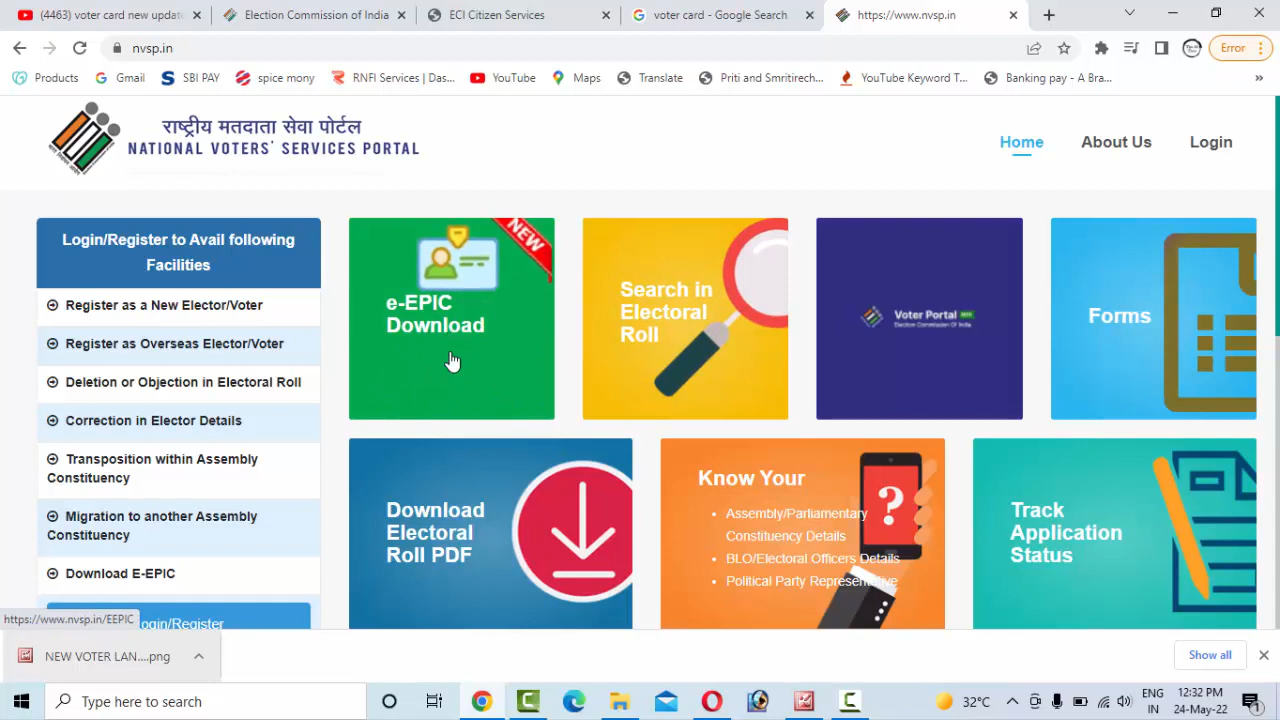 (4463) voter card new updat
Election Commission of India
ECI Citizen Services
voter card - Google Search
https://www.nvsp.in
nvsp.in
Error
Products
Gmail
SBI PAY
spice mony
RNFI Services | Das...
YouTube
Maps
Translate
Priti and Smritirech...
YouTube Keyword T...
Banking pay - A Bra...
राष्ट्रीय मतदाता सेवा पोर्टल
NATIONAL VOTERS' SERVICES PORTAL
Home
About Us
Login
Login/Register to Avail following
Facilities
Register as a New Elector/Voter
Register as Overseas Elector/Voter
Deletion or Objection in Electoral Roll
Correction in Elector Details
Transposition within Assembly
Constituency
Migration to another Assembly
Constituency
Download E-EPIC
ogin/Register
https://www.nvsp.in/EEPIC
NEW
e-EPIC
Download
Search in
Electoral
Roll
Voter Portal
Election Commission Of India
Forms
Download
Electoral
Roll PDF
Know Your
• Assembly/Parliamentary
Constituency Details
• BLO/Electoral Officers Details
• Political Party Representative
?
Track
Application
Status
NEW VOTER LAN....png
Show all
Type here to search
32°C
ENG
IN
12:32 PM
24-May-22
1